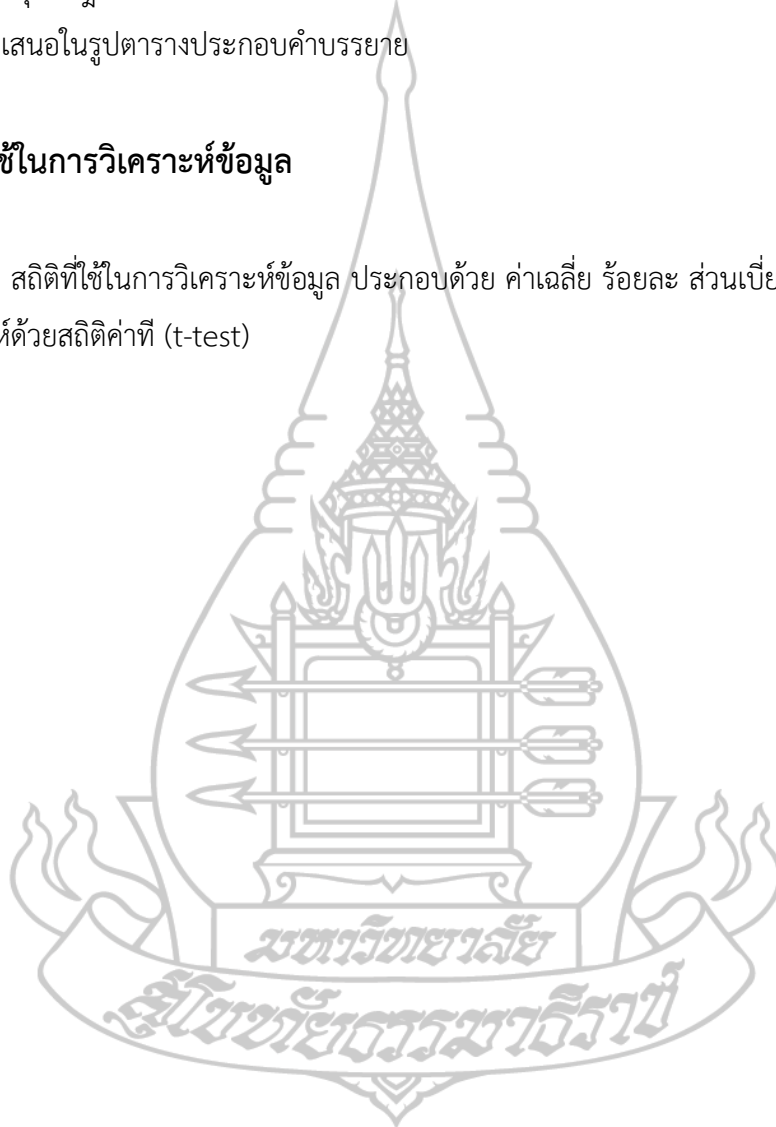 เสนอในรูปตารางประกอบคำบรรยาย
ช้ในการวิเคราะห์ข้อมูล
สถิติที่ใช้ในการวิเคราะห์ข้อมูล ประกอบด้วย ค่าเฉลี่ย ร้อยละ ส่วนเบี่ย
ห์ด้วยสถิติค่าที (t-test)
มหาวิทยาลัย
สุโขทัยธรรมาธิราช